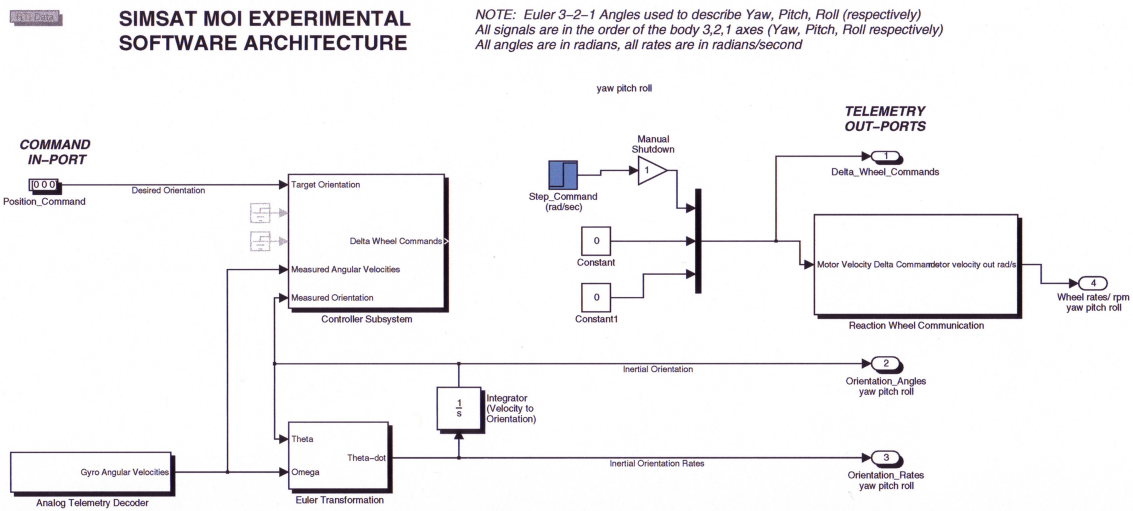 RTI Data
SIMSAT MOI EXPERIMENTAL
SOFTWARE ARCHITECTURE
NOTE: Euler 3–2–1 Angles used to describe Yaw, Pitch, Roll (respectively)
All signals are in the order of the body 3,2,1 axes (Yaw, Pitch, Roll respectively)
All angles are in radians, all rates are in radians/second
yaw pitch roll
COMMAND
IN–PORT
[0 0 0]
Position_Command
Desired Orientation
Target Orientation
Delta Wheel Commands
Measured Angular Velocities
Measured Orientation
Controller Subsystem
Manual
Shutdown
1
Step_Command
(rad/sec)
0
Constant
0
Constant1
TELEMETRY
OUT–PORTS
1
Delta_Wheel_Commands
Motor Velocity Delta Command
motor velocity out rad/s
Reaction Wheel Communication
4
Wheel rates/ rpm
yaw pitch roll
Inertial Orientation
2
Orientation_Angles
yaw pitch roll
1
s
Integrator
(Velocity to
Orientation)
Theta
Theta–dot
Omega
Euler Transformation
Inertial Orientation Rates
3
Orientation_Rates
yaw pitch roll
Gyro Angular Velocities
Analog Telemetry Decoder